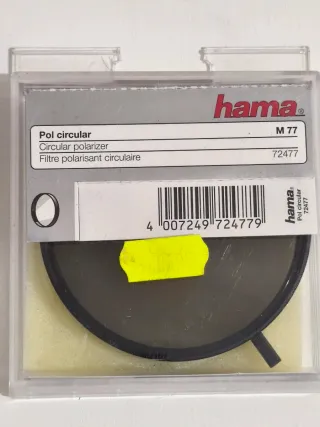 hama®
Pol circular M 77
Circular polarizer
Filtre polarisant circulaire 72477
4 007249 724779
hama®
Pol circular
72477